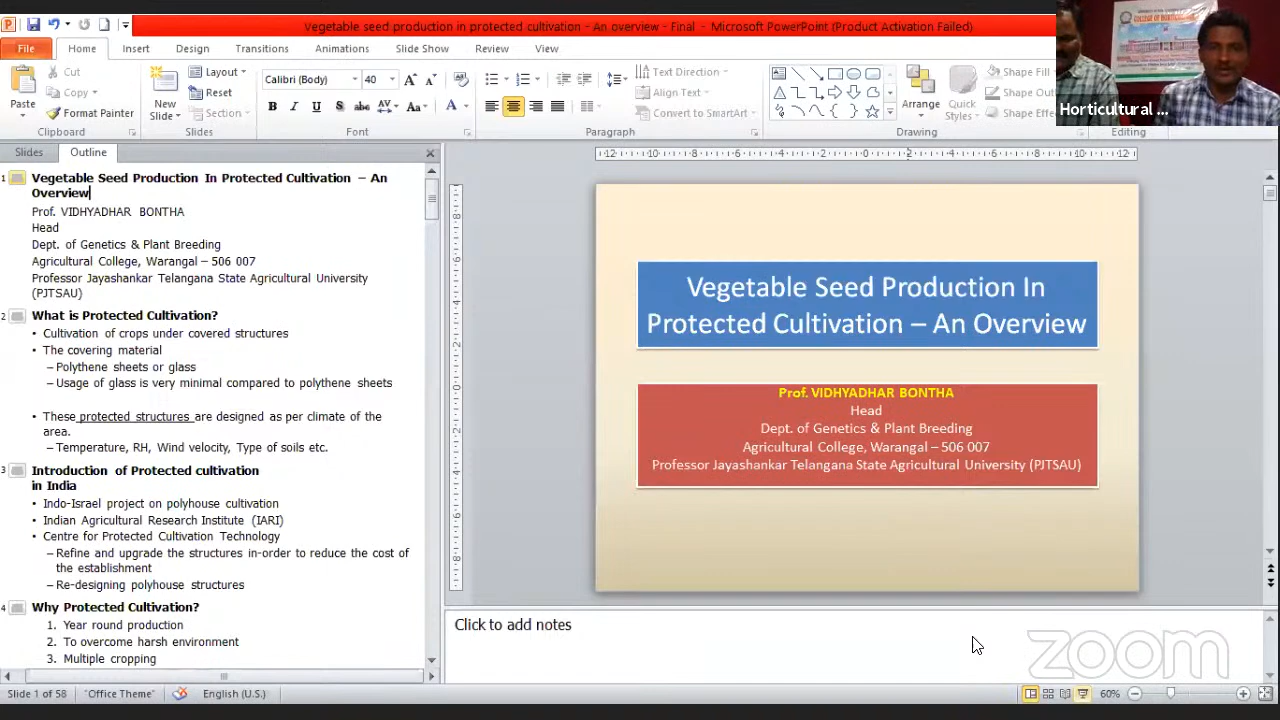 Vegetable seed production in protected cultivation - An overview - Final - Microsoft PowerPoint (Product Activation Failed)
File Home Insert Design Transitions Animations Slide Show Review View
Paste
Cut
Copy
Format Painter
Clipboard
New
Slide
Layout
Reset
Section
Slides
Calibri (Body) 40
Font
Paragraph
Text Direction
Align Text
Convert to SmartArt
Arrange
Quick
Styles
Shape Fill
Shape Effe
Drawing
Editing
COLLEGE OF HORTICUL
Horticultural ...
Slides Outline
1 Vegetable Seed Production In Protected Cultivation – An
Overview
Prof. VIDHYADHAR BONTHA
Head
Dept. of Genetics & Plant Breeding
Agricultural College, Warangal – 506 007
Professor Jayashankar Telangana State Agricultural University
(PJTSAU)
2 What is Protected Cultivation?
• Cultivation of crops under covered structures
• The covering material
– Polythene sheets or glass
– Usage of glass is very minimal compared to polythene sheets
• These protected structures are designed as per climate of the
area.
– Temperature, RH, Wind velocity, Type of soils etc.
3 Introduction of Protected cultivation
in India
• Indo-Israel project on polyhouse cultivation
• Indian Agricultural Research Institute (IARI)
• Centre for Protected Cultivation Technology
– Refine and upgrade the structures in-order to reduce the cost of
the establishment
– Re-designing polyhouse structures
4 Why Protected Cultivation?
1. Year round production
2. To overcome harsh environment
3. Multiple cropping
Vegetable Seed Production In
Protected Cultivation – An Overview
Prof. VIDHYADHAR BONTHA
Head
Dept. of Genetics & Plant Breeding
Agricultural College, Warangal – 506 007
Professor Jayashankar Telangana State Agricultural University (PJTSAU)
Click to add notes
zoom
Slide 1 of 58 "Office Theme" English (U.S.) 60%